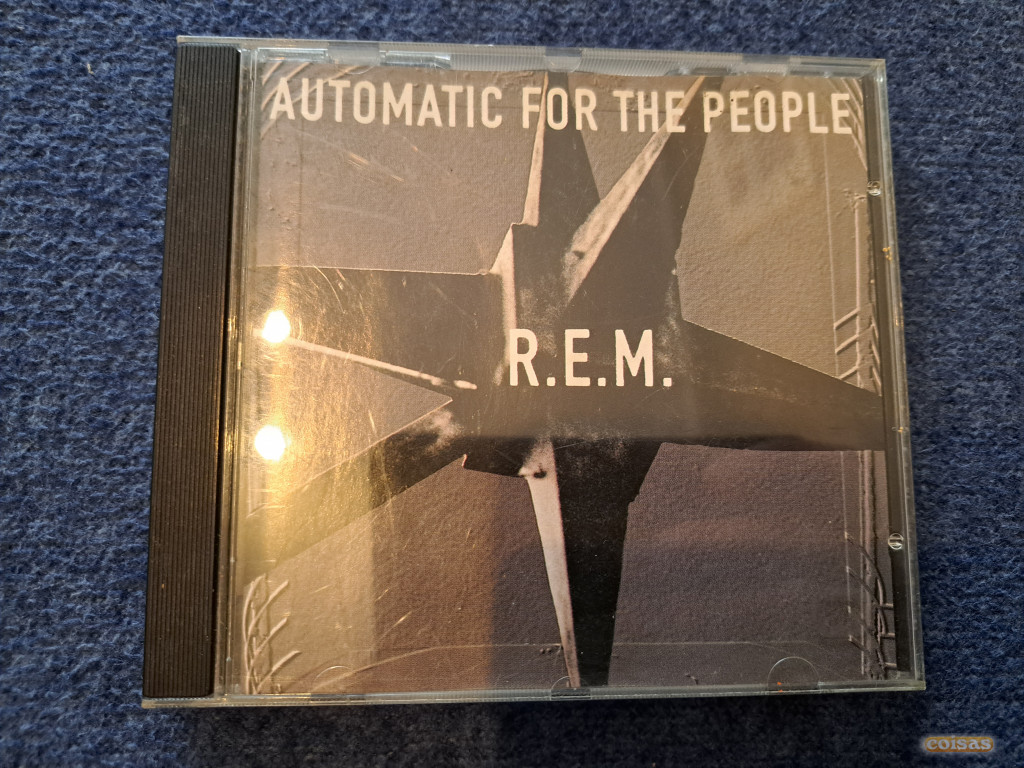 AUTOMATIC FOR THE PEOPLE
R.E.M.
coisas